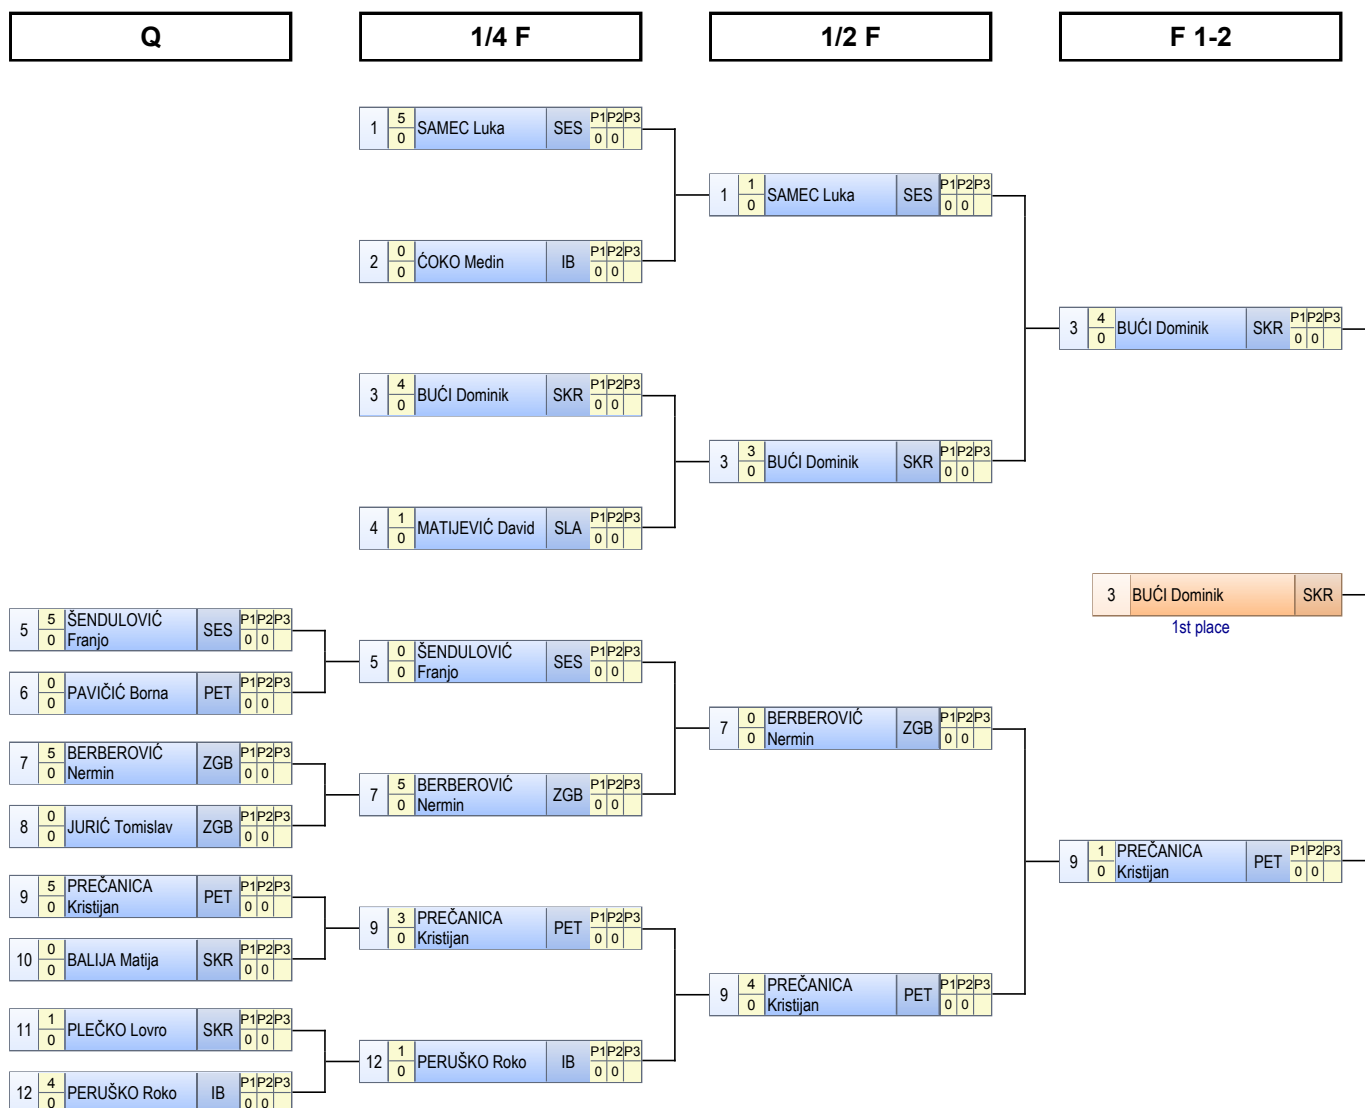 Q
1/4 F
1/2 F
F 1-2
1 5 SAMEC Luka SES P1 P2 P3
0 0 0
2 0 ĆOKO Medin IB P1 P2 P3
0 0 0
3 4 BUĆI Dominik SKR P1 P2 P3
0 0 0
4 1 MATIJEVIĆ David SLA P1 P2 P3
0 0 0
1 1 SAMEC Luka SES P1 P2 P3
0 0 0
3 3 BUĆI Dominik SKR P1 P2 P3
0 0 0
3 4 BUĆI Dominik SKR P1 P2 P3
0 0 0
3 BUĆI Dominik SKR
1st place
5 5 ŠENDULOVIĆ SES P1 P2 P3
0 Franjo 0 0
6 0 PAVIČIĆ Borna PET P1 P2 P3
0 0 0
7 5 BERBEROVIĆ ZGB P1 P2 P3
0 Nermin 0 0
8 0 JURIĆ Tomislav ZGB P1 P2 P3
0 0 0
9 5 PREČANICA PET P1 P2 P3
0 Kristijan 0 0
10 0 BALIJA Matija SKR P1 P2 P3
0 0 0
11 1 PLEČKO Lovro SKR P1 P2 P3
0 0 0
12 4 PERUŠKO Roko IB P1 P2 P3
0 0 0
5 0 ŠENDULOVIĆ SES P1 P2 P3
0 Franjo 0 0
7 5 BERBEROVIĆ ZGB P1 P2 P3
0 Nermin 0 0
9 3 PREČANICA PET P1 P2 P3
0 Kristijan 0 0
12 1 PERUŠKO Roko IB P1 P2 P3
0 0 0
7 0 BERBEROVIĆ ZGB P1 P2 P3
0 Nermin 0 0
9 4 PREČANICA PET P1 P2 P3
0 Kristijan 0 0
9 1 PREČANICA PET P1 P2 P3
0 Kristijan 0 0